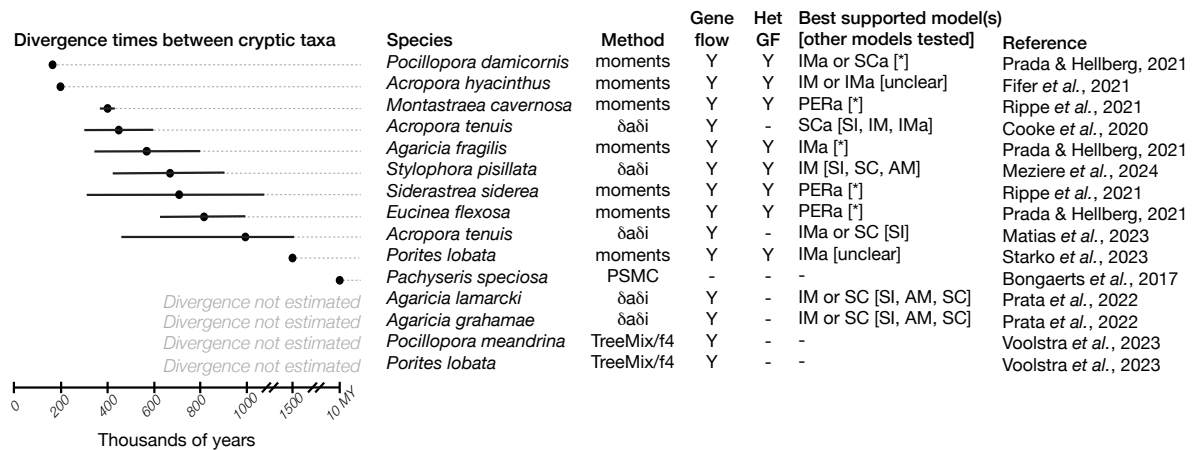 Divergence times between cryptic taxa Species Method Gene flow Het GF Best supported model(s) [other models tested] Reference
Pocillopora damicornis moments Y Y IMa or SCa [*] Prada & Hellberg, 2021
Acropora hyacinthus moments Y Y IM or IMa [unclear] Fifer et al., 2021
Montastraea cavernosa moments Y Y PERa [*] Rippe et al., 2021
Acropora tenuis δaδi Y - SCa [SI, IM, IMa] Cooke et al., 2020
Agaricia fragilis moments Y Y IMa [*] Prada & Hellberg, 2021
Stylophora pisillata δaδi Y Y IM [SI, SC, AM] Meziere et al., 2024
Siderastrea siderea moments Y Y PERa [*] Rippe et al., 2021
Eucinea flexosa moments Y Y PERa [*] Prada & Hellberg, 2021
Acropora tenuis δaδi Y - IMa or SC [SI] Matias et al., 2023
Porites lobata moments Y Y IMa [unclear] Starko et al., 2023
Pachyseris speciosa PSMC - - - Bongaerts et al., 2017
Divergence not estimated Agaricia lamarcki δaδi Y - IM or SC [SI, AM, SC] Prata et al., 2022
Divergence not estimated Agaricia grahamae δaδi Y - IM or SC [SI, AM, SC] Prata et al., 2022
Divergence not estimated Pocillopora meandrina TreeMix/f4 Y - - Voolstra et al., 2023
Divergence not estimated Porites lobata TreeMix/f4 Y - - Voolstra et al., 2023
0 200 400 600 800 1000 1500 10 MY
Thousands of years